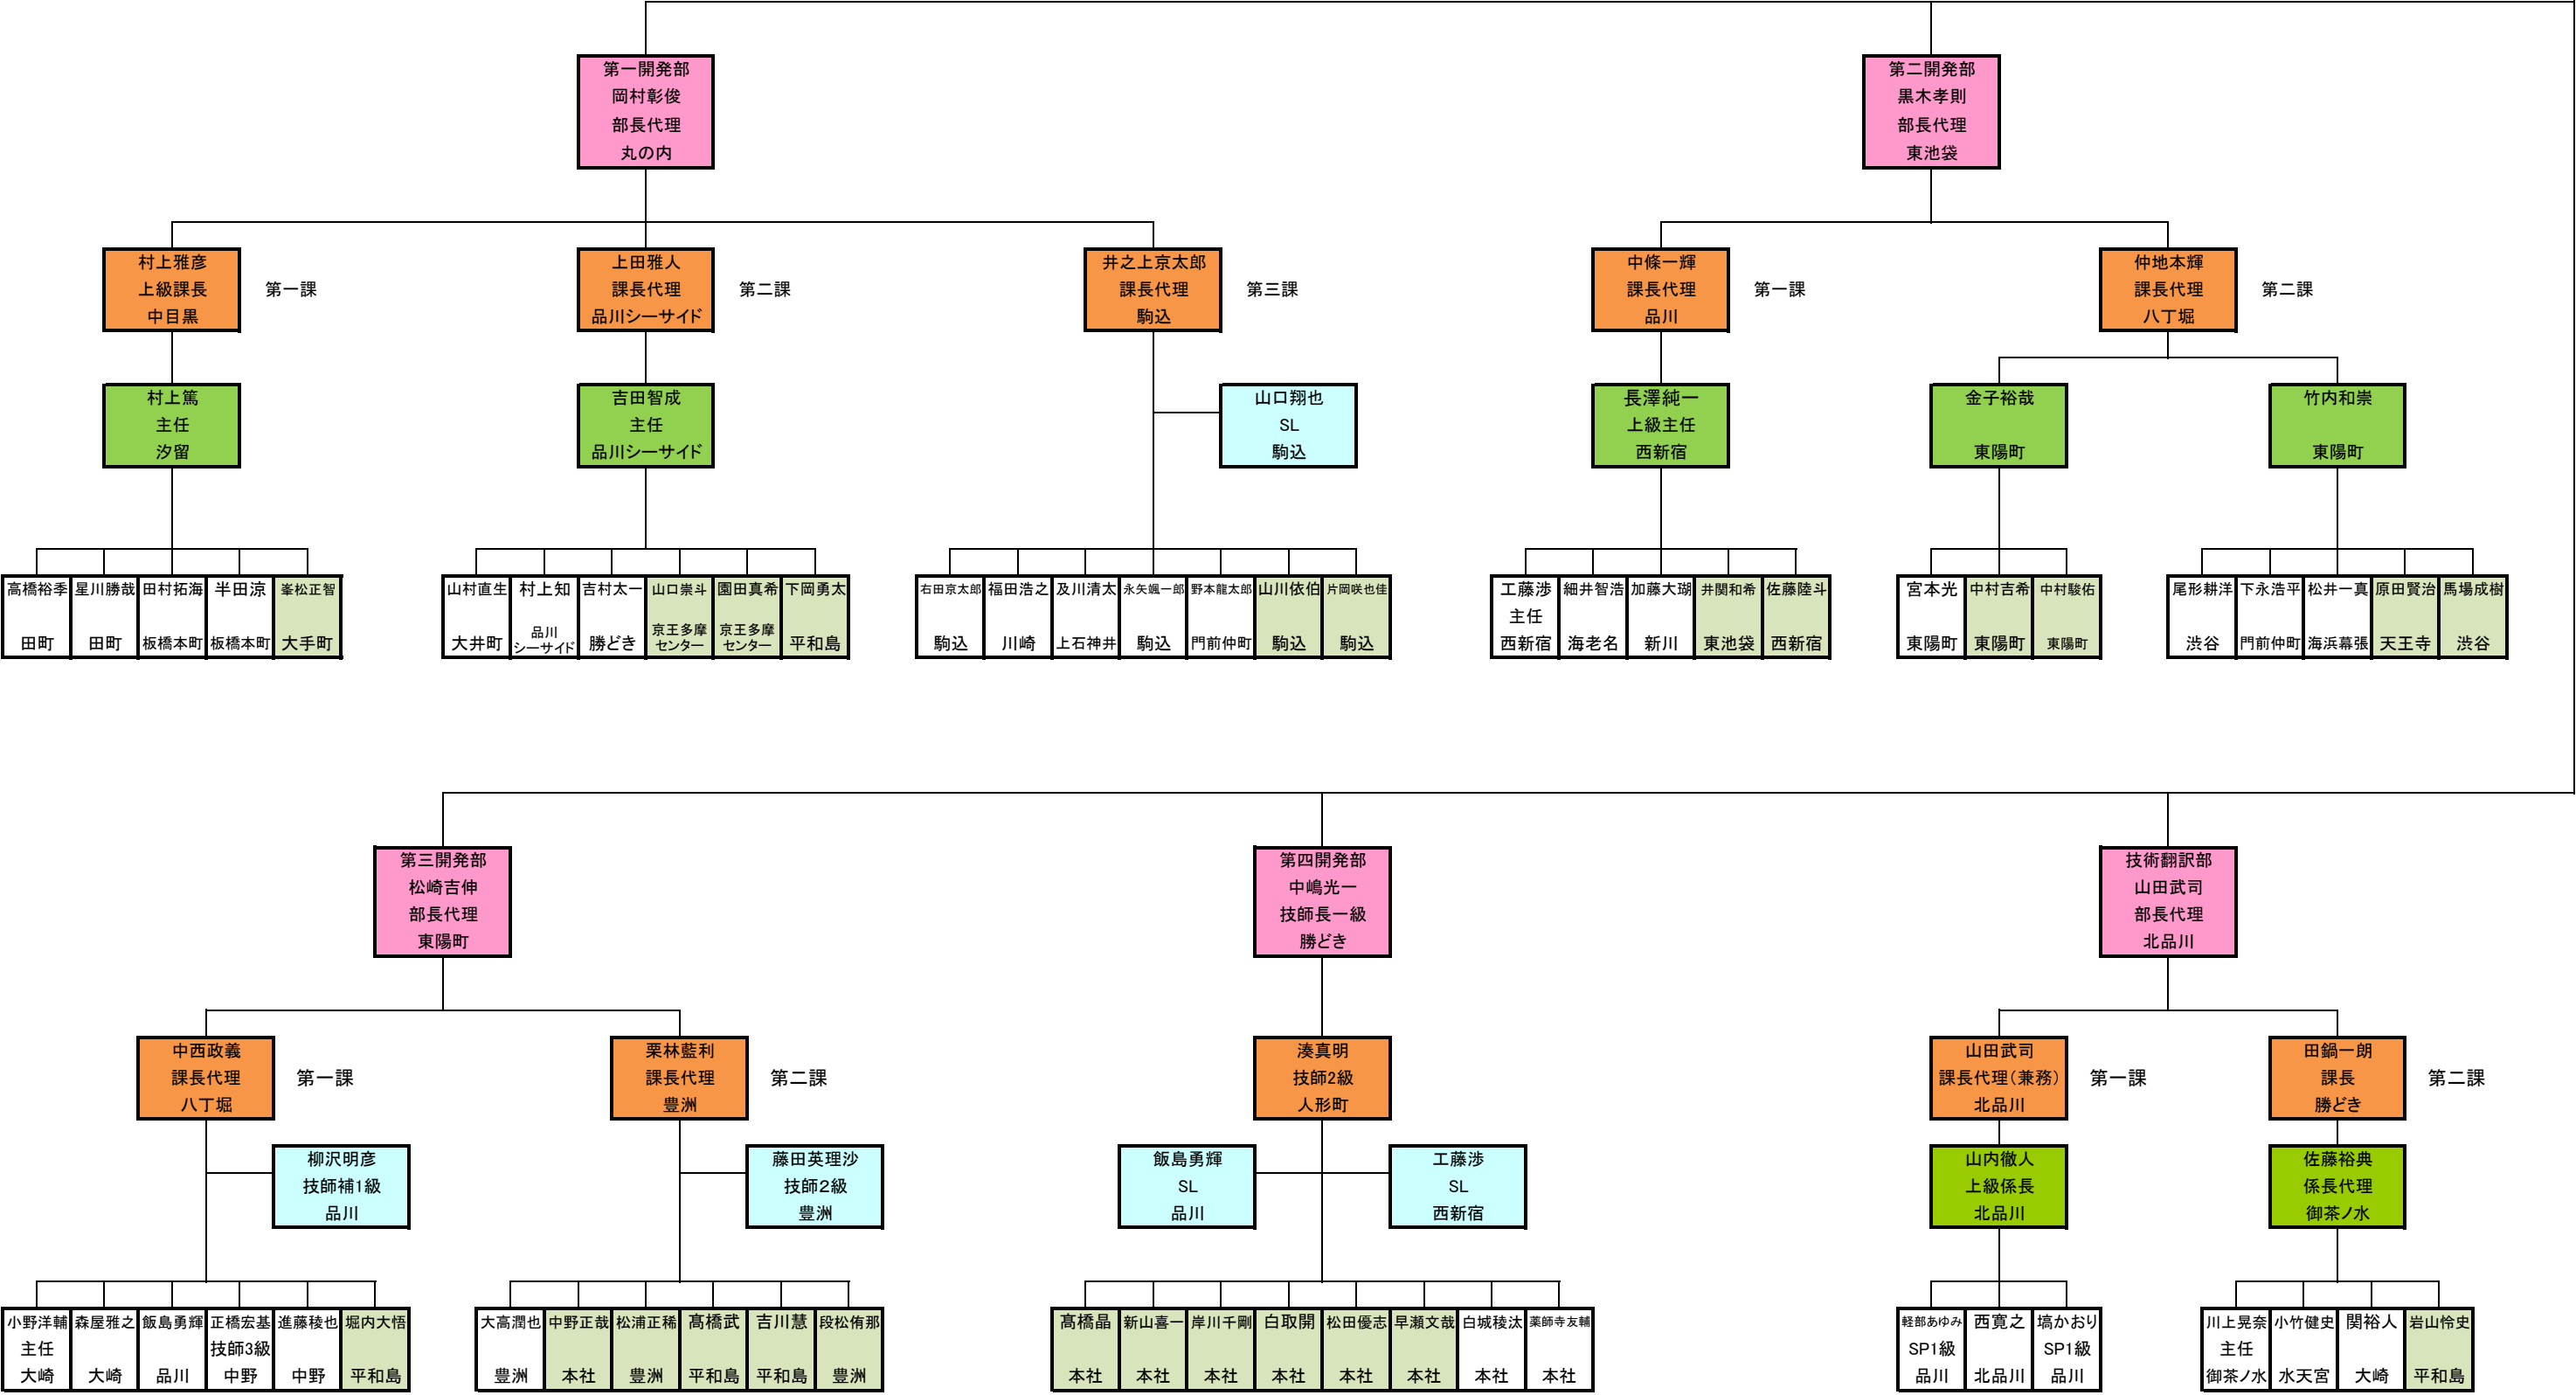 第一開発部
岡村彰俊
部長代理
丸の内
第二開発部
黒木孝則
部長代理
東池袋
村上雅彦
上級課長
中目黒
第一課
上田雅人
課長代理
品川シーサイド
第二課
井之上京太郎
課長代理
駒込
第三課
中條一輝
課長代理
品川
第一課
仲地本輝
課長代理
八丁堀
第二課
村上篤
主任
汐留
吉田智成
主任
品川シーサイド
山口翔也
SL
駒込
長澤純一
上級主任
西新宿
金子裕哉
東陽町
竹内和崇
東陽町
高橋裕季
田町
星川勝哉
田町
田村拓海
板橋本町
半田涼
板橋本町
峯松正智
大手町
山村直生
大井町
村上知
品川
シーサイド
吉村太一
勝どき
山口崇斗
京王多摩
センター
園田真希
京王多摩
センター
下岡勇太
平和島
右田京太郎
駒込
福田浩之
川崎
及川清太
上石神井
永矢颯一郎
駒込
野本龍太郎
門前仲町
山川依伯
駒込
片岡咲也佳
駒込
工藤渉
主任
西新宿
細井智浩
海老名
加藤大瑚
新川
井関和希
東池袋
佐藤陸斗
西新宿
宮本光
東陽町
中村吉希
東陽町
中村駿佑
東陽町
尾形耕洋
渋谷
下永浩平
門前仲町
松井一真
海浜幕張
原田賢治
天王寺
馬場成樹
渋谷
第三開発部
松崎吉伸
部長代理
東陽町
第四開発部
中嶋光一
技師長一級
勝どき
技術翻訳部
山田武司
部長代理
北品川
中西政義
課長代理
八丁堀
第一課
栗林藍利
課長代理
豊洲
第二課
湊真明
技師2級
人形町
山田武司
課長代理（兼務）
北品川
第一課
田鍋一朗
課長
勝どき
第二課
柳沢明彦
技師補1級
品川
藤田英理沙
技師２級
豊洲
飯島勇輝
SL
品川
工藤渉
SL
西新宿
山内徹人
上級係長
北品川
佐藤裕典
係長代理
御茶ノ水
小野洋輔
主任
大崎
森屋雅之
大崎
飯島勇輝
品川
正橋宏基
技師3級
中野
進藤稜也
中野
堀内大悟
平和島
大高潤也
豊洲
中野正哉
本社
松浦正稀
豊洲
髙橋武
平和島
吉川慧
平和島
段松侑那
豊洲
髙橋晶
本社
新山喜一
本社
岸川千剛
本社
白取開
本社
松田優志
本社
早瀬文哉
本社
白城稜汰
本社
薬師寺友輔
本社
軽部あゆみ
SP1級
品川
西寛之
北品川
塙かおり
SP1級
品川
川上晃奈
主任
御茶ノ水
小竹健史
水天宮
関裕人
大崎
岩山怜史
平和島